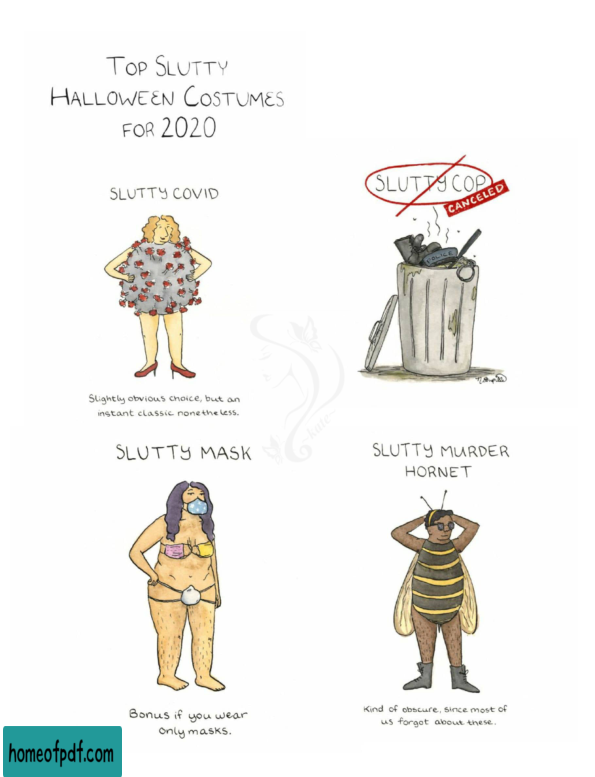 TOP SLUTTY
HALLOWEEN COSTUMES
FOR 2020
SLUTTY COVID
Slightly obvious choice, but an
instant classic nonetheless.
SLUTTY COP
CANCELED
POLICE
SLUTTY MASK
Bonus if you wear
only masks.
SLUTTY MURDER
HORNET
Kind of obscure, since most of
us forgot about these.
hair
homeofpdf.com